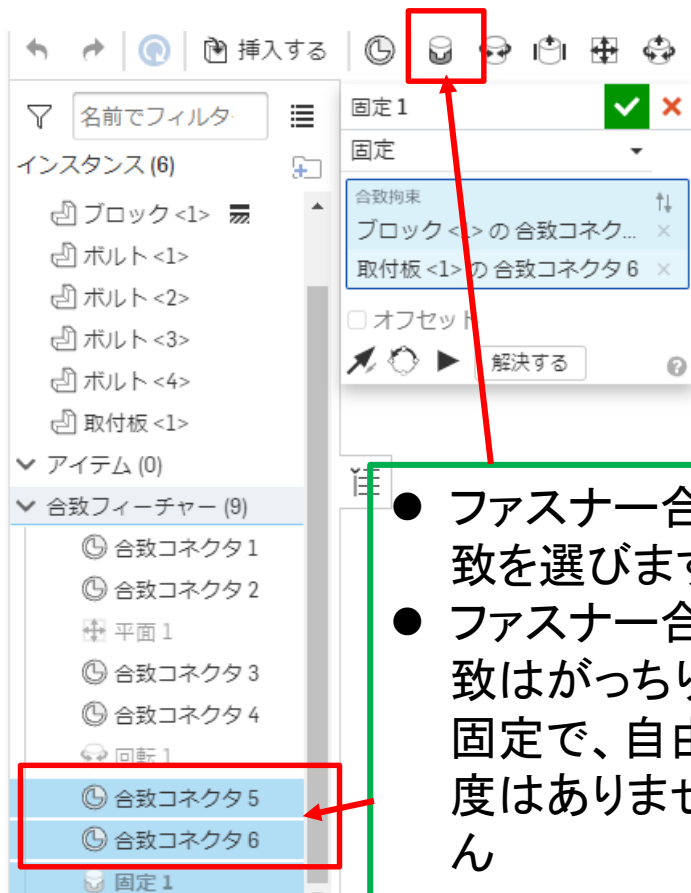 挿入する
名前でフィルタ
インスタンス (6)
ブロック <1>
ボルト <1>
ボルト <2>
ボルト <3>
ボルト <4>
取付板 <1>
アイテム (0)
合致フィーチャー (9)
合致コネクタ 1
合致コネクタ 2
平面 1
合致コネクタ 3
合致コネクタ 4
回転 1
合致コネクタ 5
合致コネクタ 6
固定 1
固定 1
固定
合致拘束
ブロック <1> の 合致コネク...
取付板 <1> の 合致コネクタ 6
オフセット
解決する
● ファスナー合
致を選びます
● ファスナー合
致はがっちり
固定で、自由
度はありませ
ん